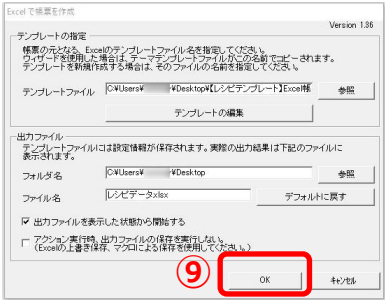 Excel で帳票を作成
Version 1.36
テンプレートの指定
帳票の元となる、Excelのテンプレートファイル名を指定してください。
ウィザードを使用した場合は、テーマテンプレートファイルがこの名前でコピーされます。
テンプレートを新規作成する場合は、そのファイルの名前を指定してください。
テンプレートファイル
C:¥Users¥ ¥Desktop¥【レシピテンプレート】Excel帳
参照
テンプレートの編集
出力ファイル
テンプレートファイルには設定情報が保存されます。実際の出力結果は下記のファイルに
表示されます。
フォルダ名
C:¥Users¥ ¥Desktop
参照
ファイル名
レシピデータ.xlsx
デフォルトに戻す
出力ファイルを表示した状態から開始する
アクション実行時、出力ファイルの保存を実行しない。
(Excelの上書き保存、マクロによる保存を使用してください。)
⑨
OK
キャンセル